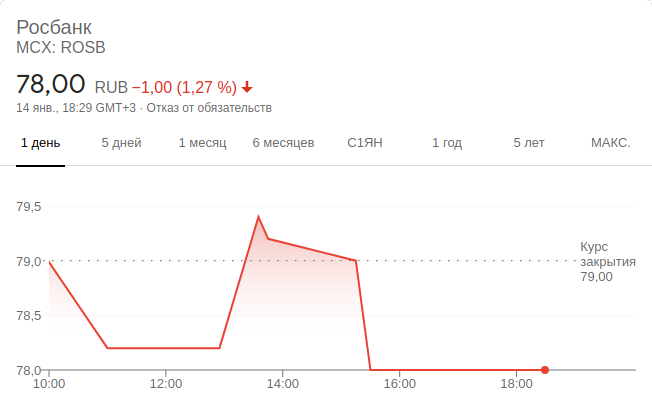 Росбанк
MCX: ROSB
78,00 RUB −1,00 (1,27 %)
14 янв., 18:29 GMT+3 · Отказ от обязательств
1 день 5 дней 1 месяц 6 месяцев С1ЯН 1 год 5 лет МАКС.
79,5
79,0
78,5
78,0
Курс
закрытия
79,00
10:00 12:00 14:00 16:00 18:00